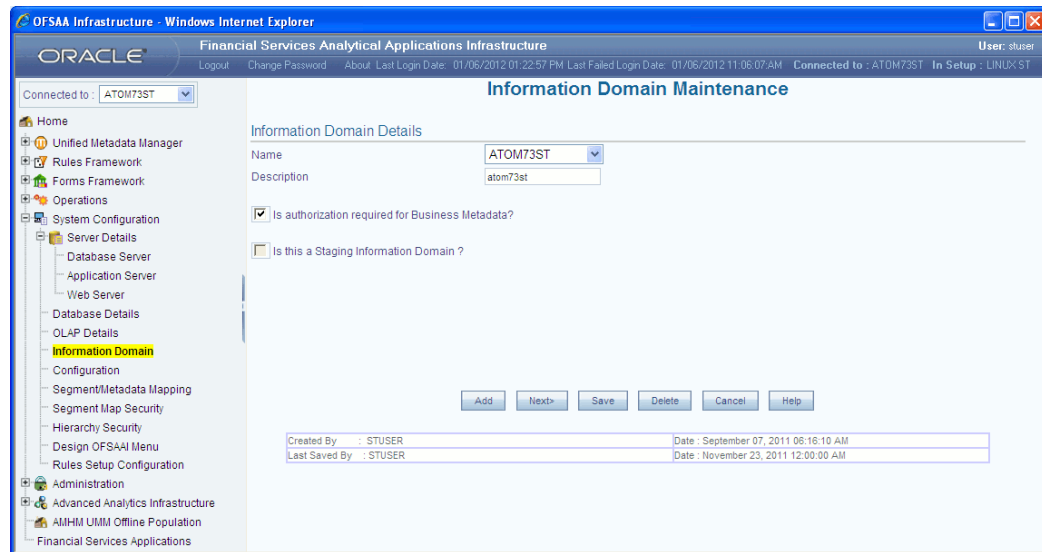 OFSAA Infrastructure - Windows Internet Explorer
ORACLE
Financial Services Analytical Applications Infrastructure
User: stuser
Logout Change Password About Last Login Date: 01/06/2012 01:22:57 PM Last Failed Login Date: 01/06/2012 11:06:07 AM Connected to : ATOM73ST In Setup : LINUX ST
Connected to : ATOM73ST
Home
Unified Metadata Manager
Rules Framework
Forms Framework
Operations
System Configuration
Server Details
Database Server
Application Server
Web Server
Database Details
OLAP Details
Information Domain
Configuration
Segment/Metadata Mapping
Segment Map Security
Hierarchy Security
Design OFSAAI Menu
Rules Setup Configuration
Administration
Advanced Analytics Infrastructure
AMHM UMM Offline Population
Financial Services Applications
Information Domain Maintenance
Information Domain Details
Name ATOM73ST
Description atom73st
Is authorization required for Business Metadata?
Is this a Staging Information Domain ?
Add Next> Save Delete Cancel Help
Created By : STUSER Date : September 07, 2011 06:16:10 AM
Last Saved By : STUSER Date : November 23, 2011 12:00:00 AM